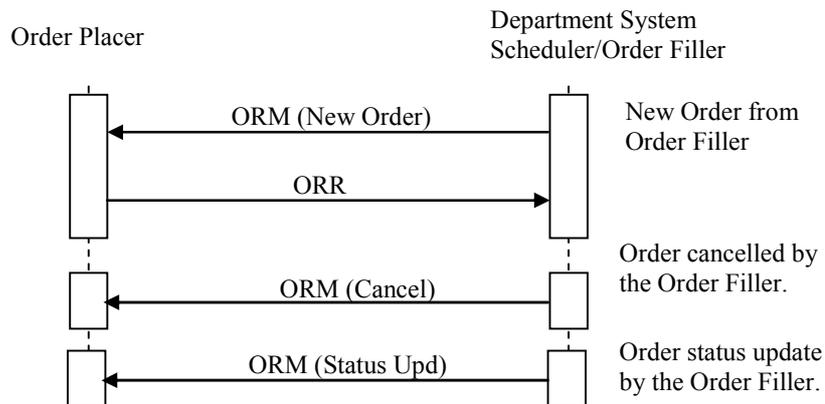 Order Placer
Department System
Scheduler/Order Filler
ORM (New Order)
New Order from
Order Filler
ORR
Order cancelled by
the Order Filler.
ORM (Cancel)
Order status update
by the Order Filler.
ORM (Status Upd)